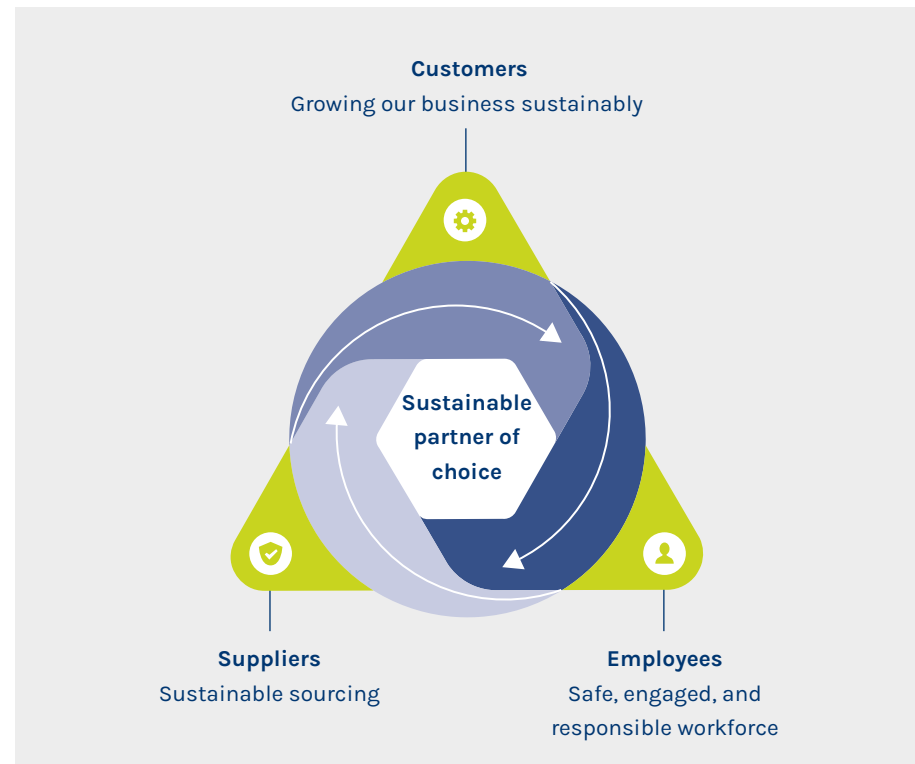 Customers
Growing our business sustainably
Sustainable
partner of
choice
Suppliers
Sustainable sourcing
Employees
Safe, engaged, and
responsible workforce